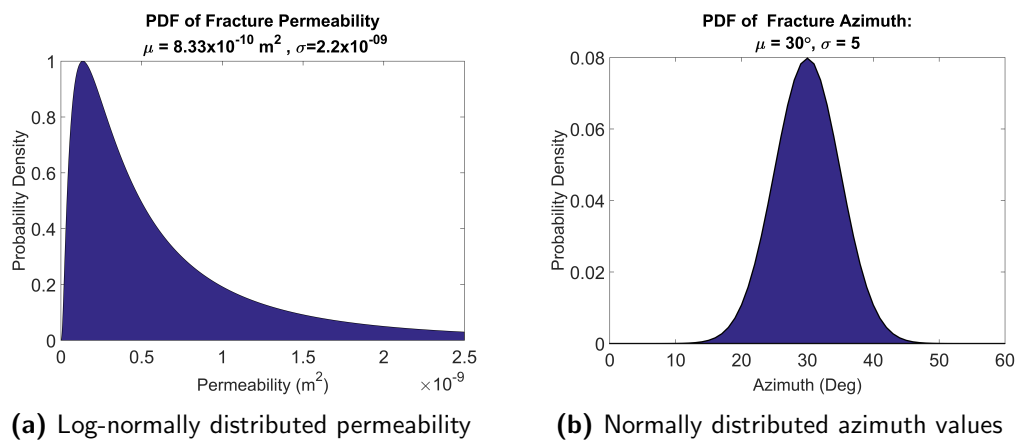 PDF of Fracture Permeability
μ = 8.33x10⁻¹⁰ m² , σ=2.2x10⁻⁰⁹
1
0.8
0.6
0.4
0.2
0
Probability Density
0 0.5 1 1.5 2 2.5
Permeability (m²) ×10⁻⁹
(a) Log-normally distributed permeability
PDF of Fracture Azimuth:
μ = 30°, σ = 5
0.08
0.06
0.04
0.02
0
Probability Density
0 10 20 30 40 50 60
Azimuth (Deg)
(b) Normally distributed azimuth values